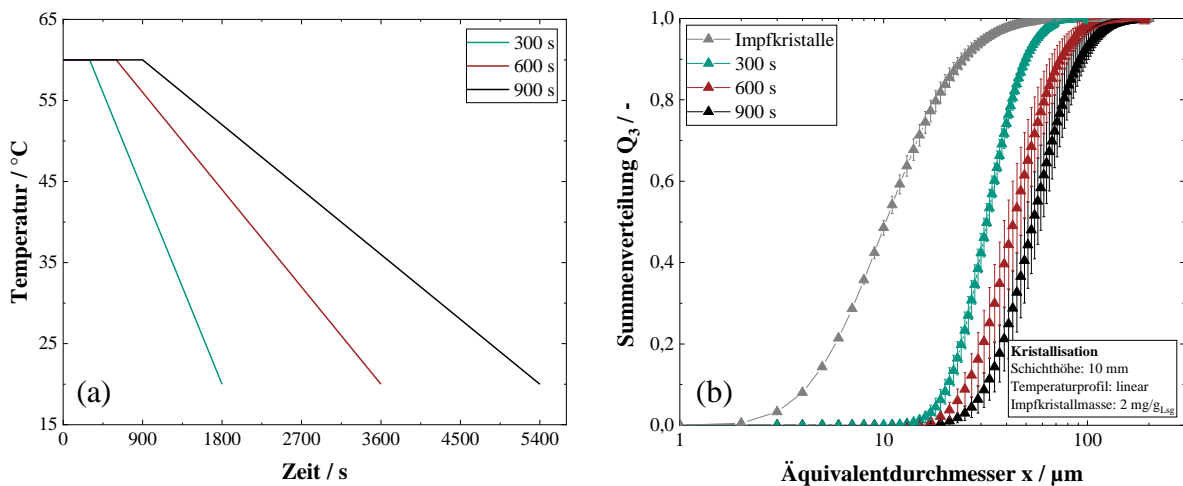 65
55
45
35
25
15
Temperatur / °C
0
900
1800
2700
3600
4500
5400
Zeit / s
300 s
600 s
900 s
(a)
1,0
0,8
0,6
0,4
0,2
0,0
Summenverteilung Q3 / -
1
10
100
Äquivalentdurchmesser x / µm
Impfkristalle
300 s
600 s
900 s
(b)
Kristallisation
Schichthöhe: 10 mm
Temperaturprofil: linear
Impfkristallmasse: 2 mg/gLsg